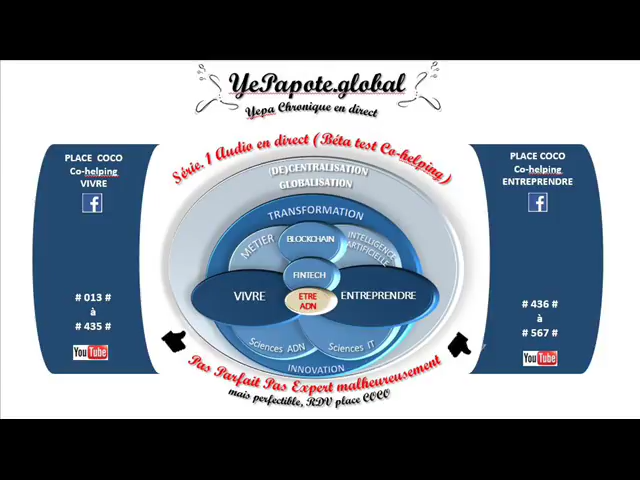 YePapote.global
Yepa Chronique en direct
Série. 1 Audio en direct ( Béta test Co-helping)
PLACE COCO
Co-helping
VIVRE
f
# 013 #
à
# 435 #
YouTube
(DE)CENTRALISATION
GLOBALISATION
TRANSFORMATION
METIER
BLOCKCHAIN
INTELLIGENCE
ARTIFICIELLE
FINTECH
VIVRE
ETRE
ADN
ENTREPRENDRE
Sciences ADN
Sciences IT
INNOVATION
PLACE COCO
Co-helping
ENTREPRENDRE
f
# 436 #
à
# 567 #
YouTube
Pas Parfait Pas Expert malheureusement
mais perfectible, RDV place COCO